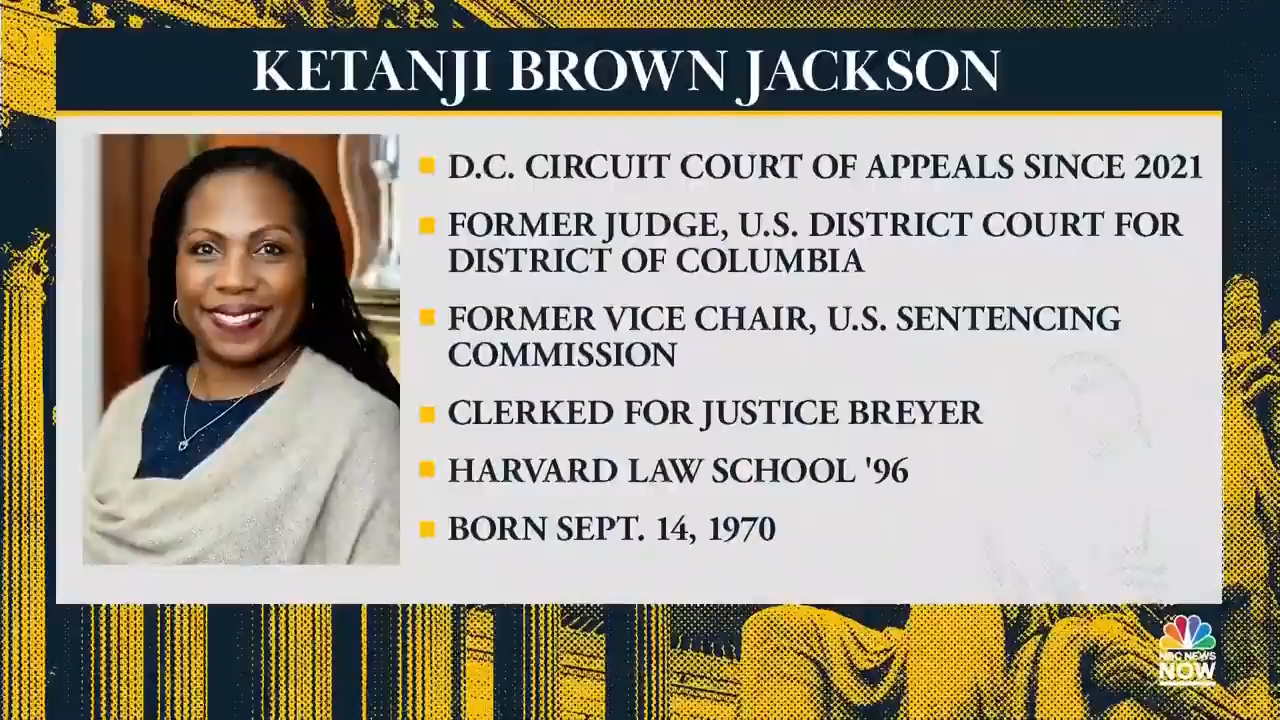 KETANJI BROWN JACKSON
D.C. CIRCUIT COURT OF APPEALS SINCE 2021
FORMER JUDGE, U.S. DISTRICT COURT FOR
DISTRICT OF COLUMBIA
FORMER VICE CHAIR, U.S. SENTENCING
COMMISSION
CLERKED FOR JUSTICE BREYER
HARVARD LAW SCHOOL '96
BORN SEPT. 14, 1970
NBC NEWS
NOW